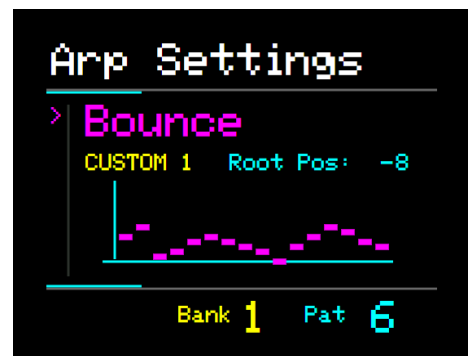 Arp Settings
> Bounce
CUSTOM 1 Root Pos: -8
Bank 1 Pat 6